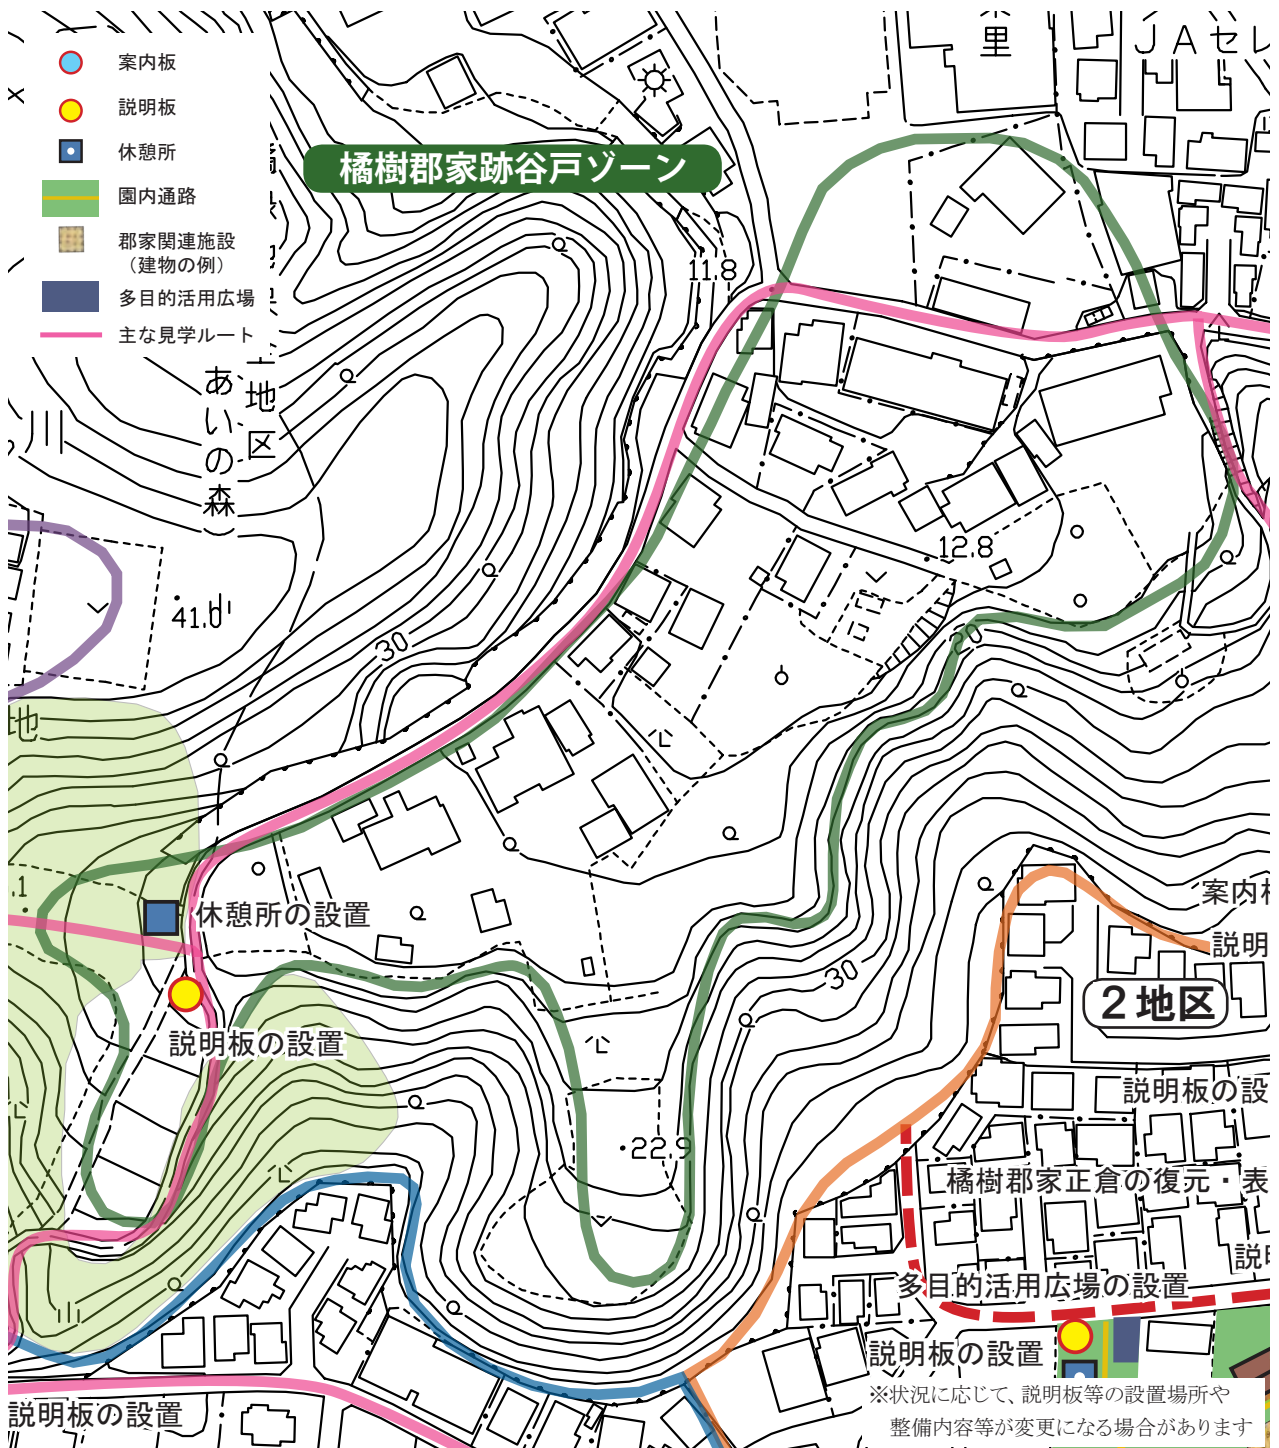 案内板
説明板
休憩所
園内通路
郡家関連施設
（建物の例）
多目的活用広場
主な見学ルート
橘樹郡家跡谷戸ゾーン
里
JAセレ
11.8
地区
あいの森
川
41.0
30
12.8
20
地
.1
休憩所の設置
説明板の設置
案内
説明
30
2地区
説明板の設
22.9
橘樹郡家正倉の復元・表
説
多目的活用広場の設置
説明板の設置
説明板の設置
※状況に応じて、説明板等の設置場所や
整備内容等が変更になる場合があります